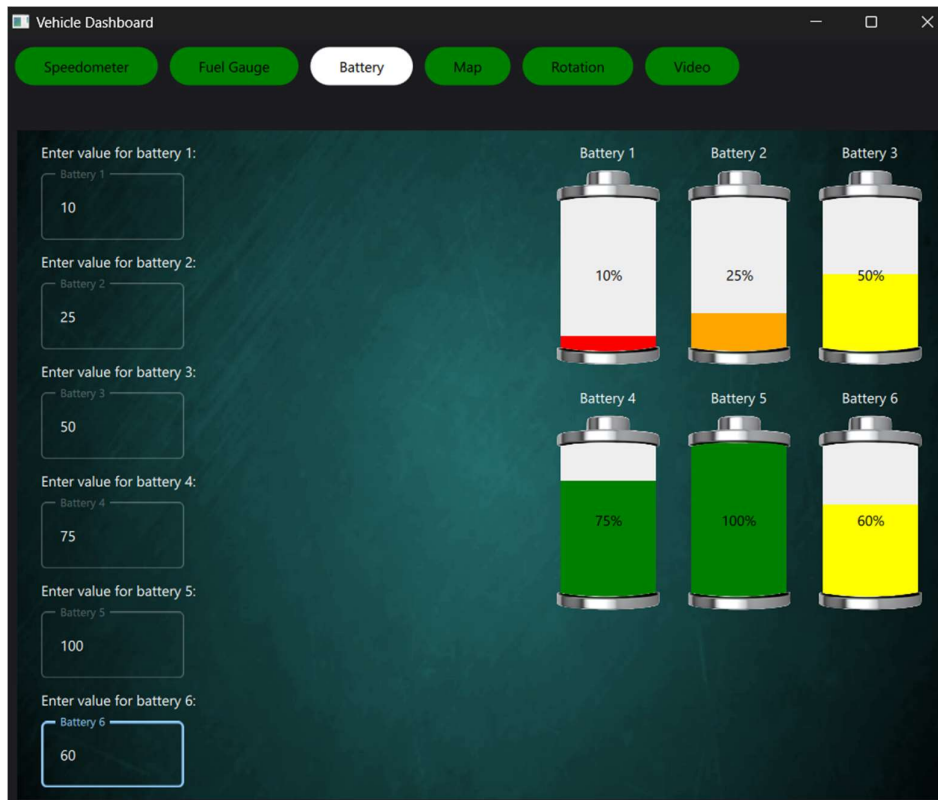 Vehicle Dashboard
Speedometer Fuel Gauge Battery Map Rotation Video
Enter value for battery 1:
Battery 1
10
Enter value for battery 2:
Battery 2
25
Enter value for battery 3:
Battery 3
50
Enter value for battery 4:
Battery 4
75
Enter value for battery 5:
Battery 5
100
Enter value for battery 6:
Battery 6
60
Battery 1 Battery 2 Battery 3
10% 25% 50%
Battery 4 Battery 5 Battery 6
75% 100% 60%